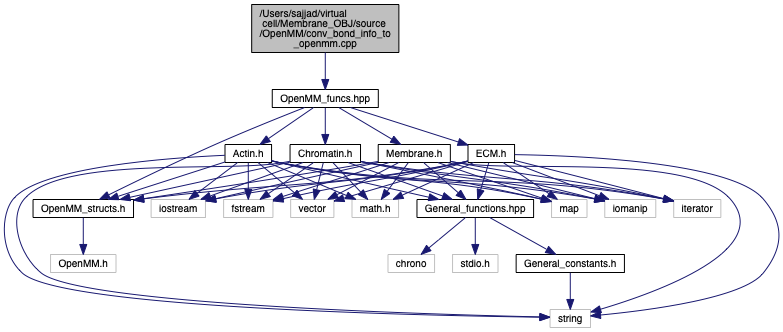 /Users/sajjad/virtual
cell/Membrane_OBJ/source
/OpenMM/conv_bond_info_to
_openmm.cpp
OpenMM_funcs.hpp
Actin.h
Chromatin.h
Membrane.h
ECM.h
OpenMM_structs.h
iostream
fstream
vector
math.h
General_functions.hpp
map
iomanip
iterator
OpenMM.h
chrono
stdio.h
General_constants.h
string